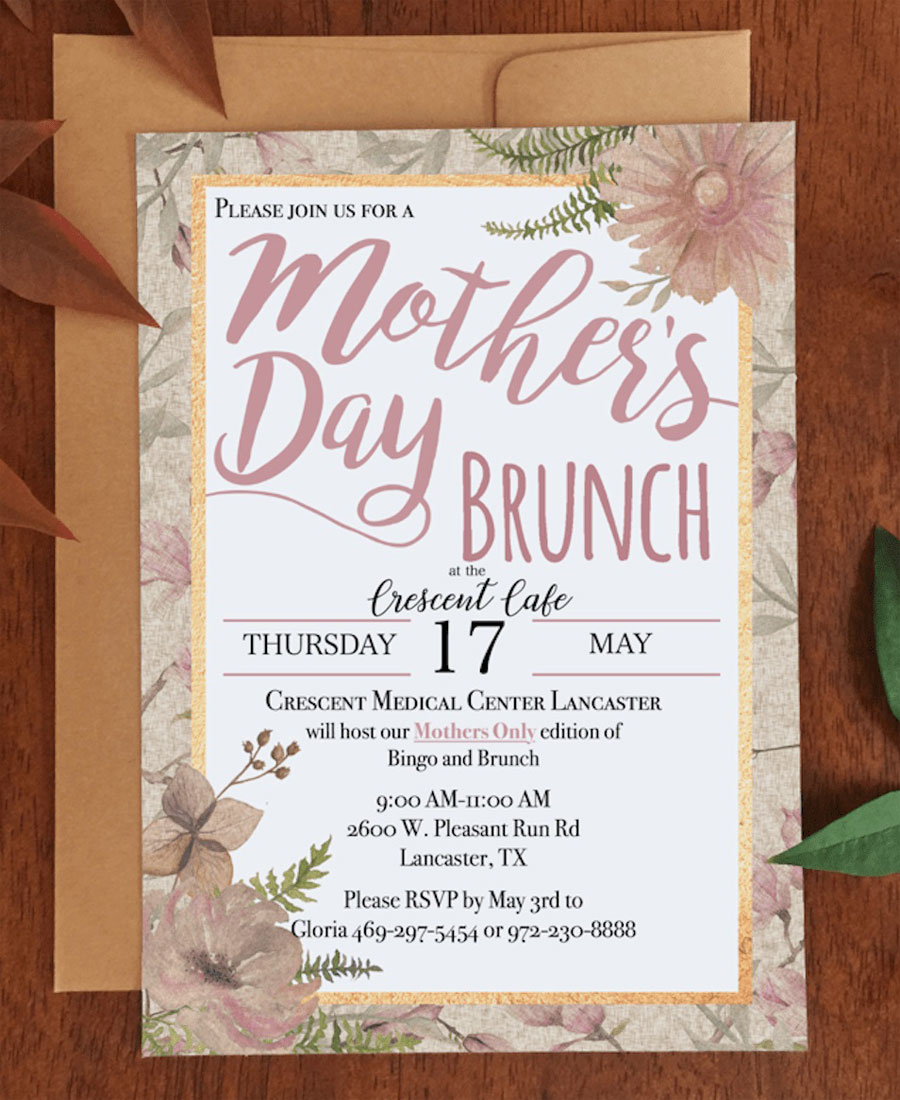 Please join us for a
Mother's
Day
Brunch
at the
Crescent Cafe
THURSDAY 17 MAY
Crescent Medical Center Lancaster
will host our Mothers Only edition of
Bingo and Brunch
9:00 AM-11:00 AM
2600 W. Pleasant Run Rd
Lancaster, TX
Please RSVP by May 3rd to
Gloria 469-297-5454 or 972-230-8888